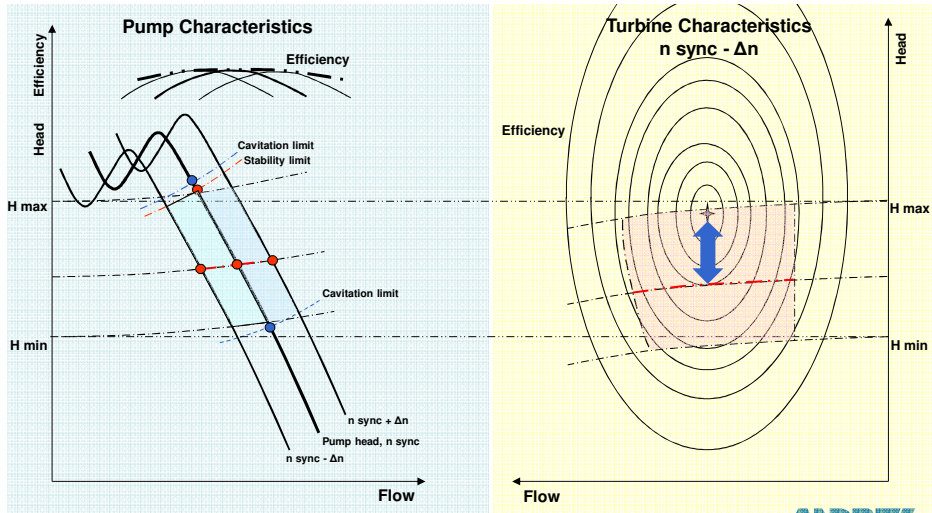 Pump Characteristics
Efficiency
Efficiency
Head
Cavitation limit
Stability limit
H max
Cavitation limit
H min
n sync + Δn
Pump head, n sync
n sync - Δn
Flow
Turbine Characteristics
n sync - Δn
Head
Efficiency
H max
H min
Flow